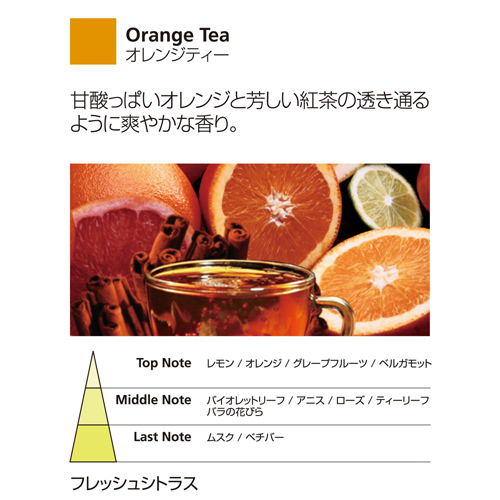 Orange Tea
オレンジティー
甘酸っぱいオレンジと芳しい紅茶の透き通る
ように爽やかな香り。
Top Note レモン / オレンジ / グレープフルーツ / ベルガモット
Middle Note バイオレットリーフ / アニス / ローズ / ティーリーフ
バラの花びら
Last Note ムスク / ベチバー
フレッシュシトラス